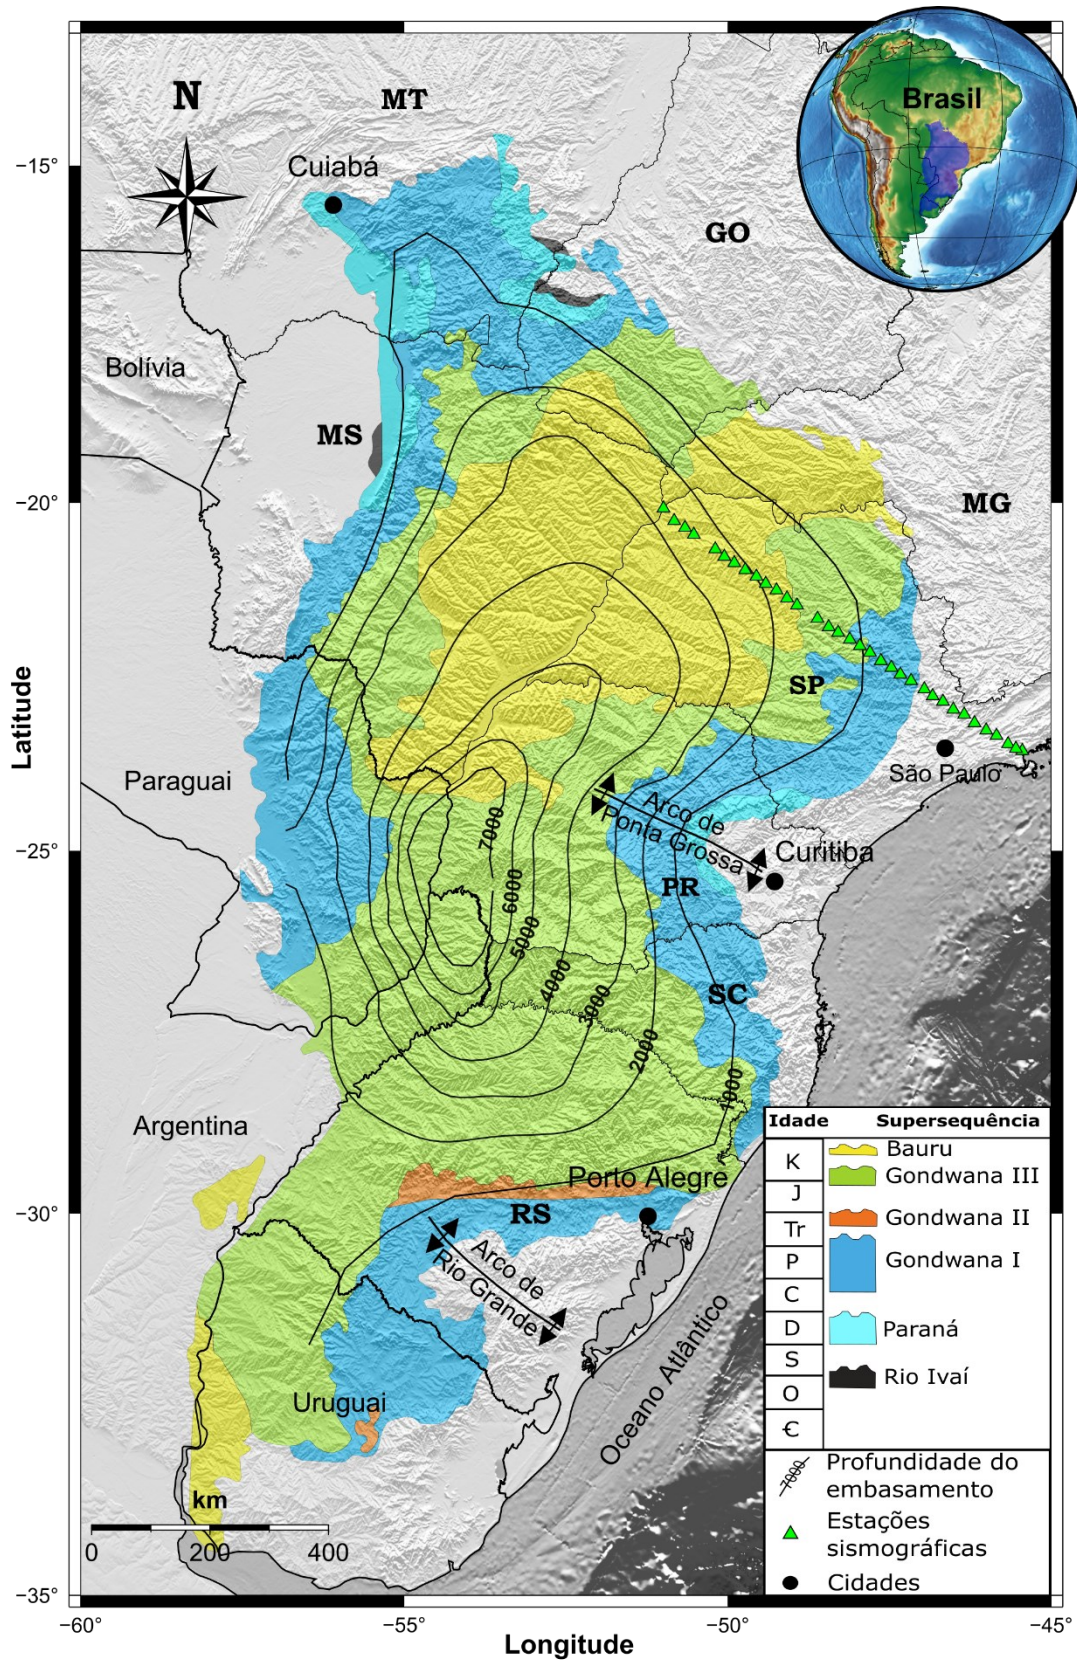 Brasil
N
MT
Cuiabá
GO
−15°
Bolívia
MS
MG
−20°
SP
São Paulo
Paraguai
Latitude
Arco de
Ponta Grossa
Curitiba
−25°
PR
7000
6000
5000
4000
3000
2000
1000
SC
Argentina
Porto Alegre
RS
−30°
Arco de
Rio Grande
Uruguai
Oceano Atlântico
Idade Supersequência
K
J
Tr
P
C
D
S
O
Є
Bauru
Gondwana III
Gondwana II
Gondwana I
Paraná
Rio Ivaí
7000
Profundidade do
embasamento
Estações
sismográficas
Cidades
km
0 200 400
−35°
−60° −55° −50° −45°
Longitude